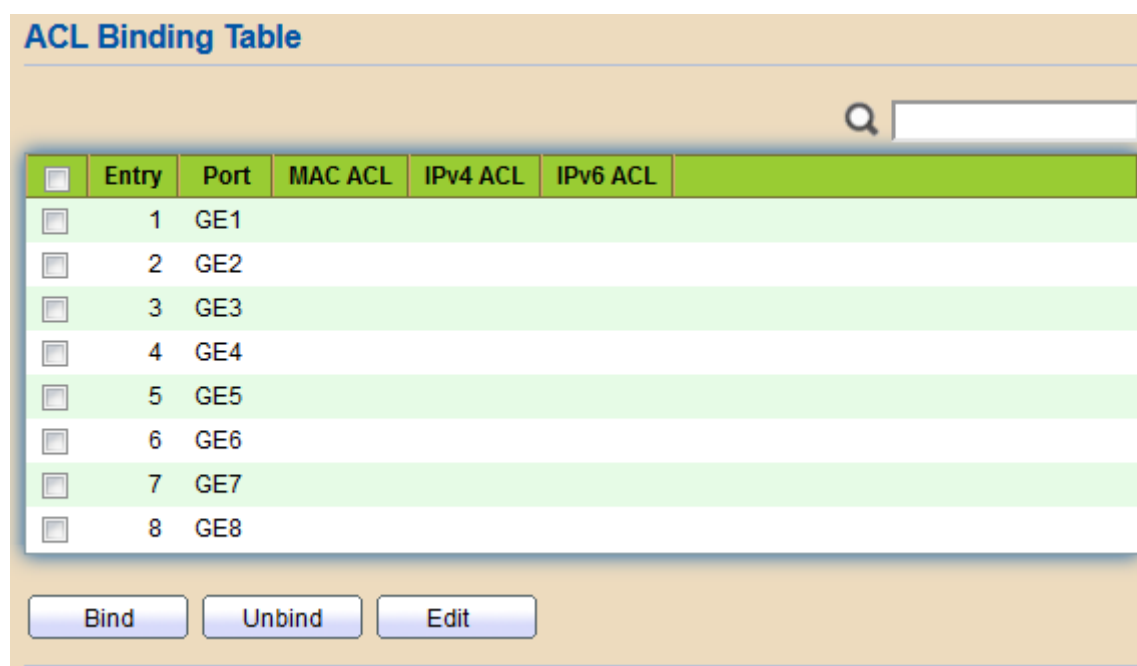 ACL Binding Table
Entry Port MAC ACL IPv4 ACL IPv6 ACL
1 GE1
2 GE2
3 GE3
4 GE4
5 GE5
6 GE6
7 GE7
8 GE8
Bind Unbind Edit